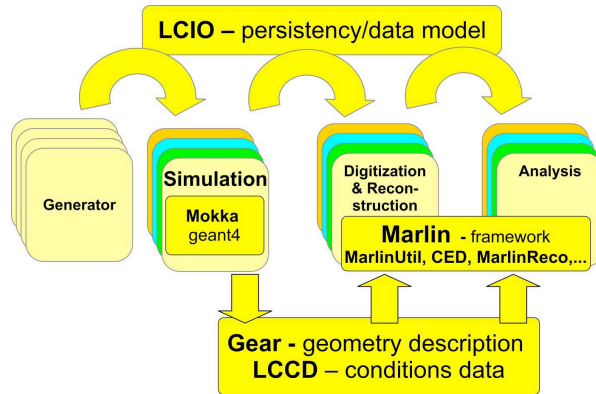 LCIO – persistency/data model
Generator
Simulation
Mokka
geant4
Digitization
& Recon-
struction
Analysis
Marlin - framework
MarlinUtil, CED, MarlinReco,...
Gear - geometry description
LCCD – conditions data